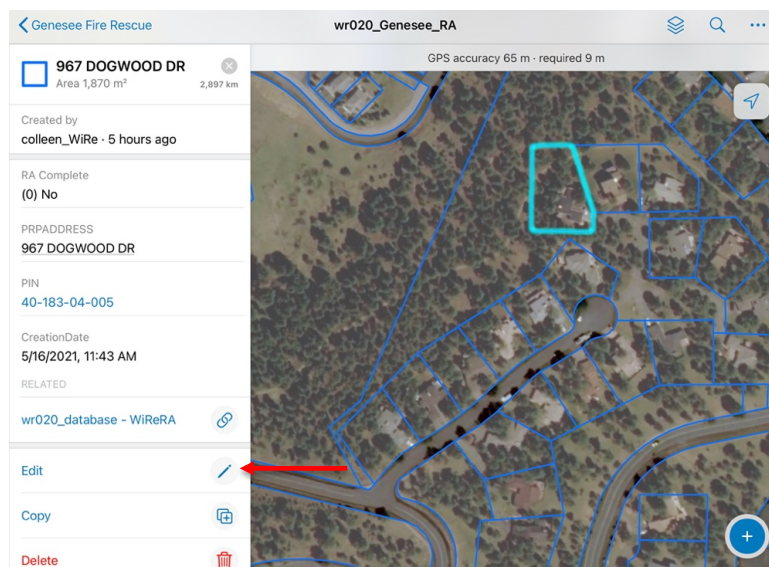 Genesee Fire Rescue
wr020_Genesee_RA
GPS accuracy 65 m · required 9 m
967 DOGWOOD DR
Area 1,870 m²
2,897 km
Created by
colleen_WiRe · 5 hours ago
RA Complete
(0) No
PRPADDRESS
967 DOGWOOD DR
PIN
40-183-04-005
CreationDate
5/16/2021, 11:43 AM
RELATED
wr020_database - WiReRA
Edit
Copy
Delete